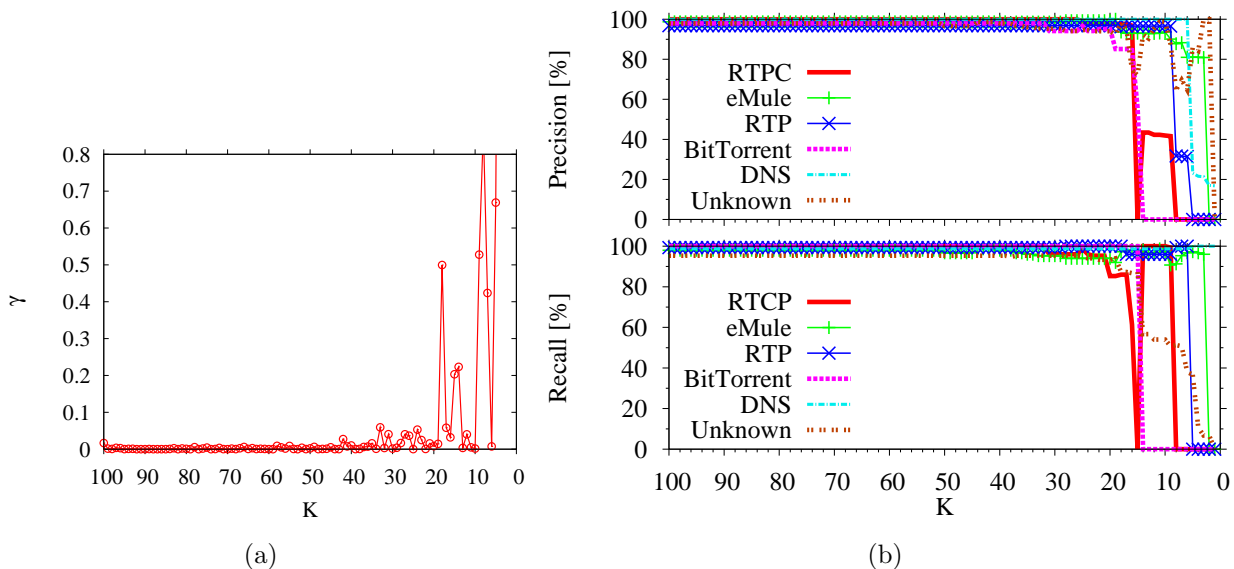 γ
0.8
0.7
0.6
0.5
0.4
0.3
0.2
0.1
0
100 90 80 70 60 50 40 30 20 10 0
K
(a)
Precision [%]
100
80
60
40
20
0
RTPC
eMule
RTP
BitTorrent
DNS
Unknown
Recall [%]
100
80
60
40
20
0
RTCP
eMule
RTP
BitTorrent
DNS
Unknown
100 90 80 70 60 50 40 30 20 10 0
K
(b)